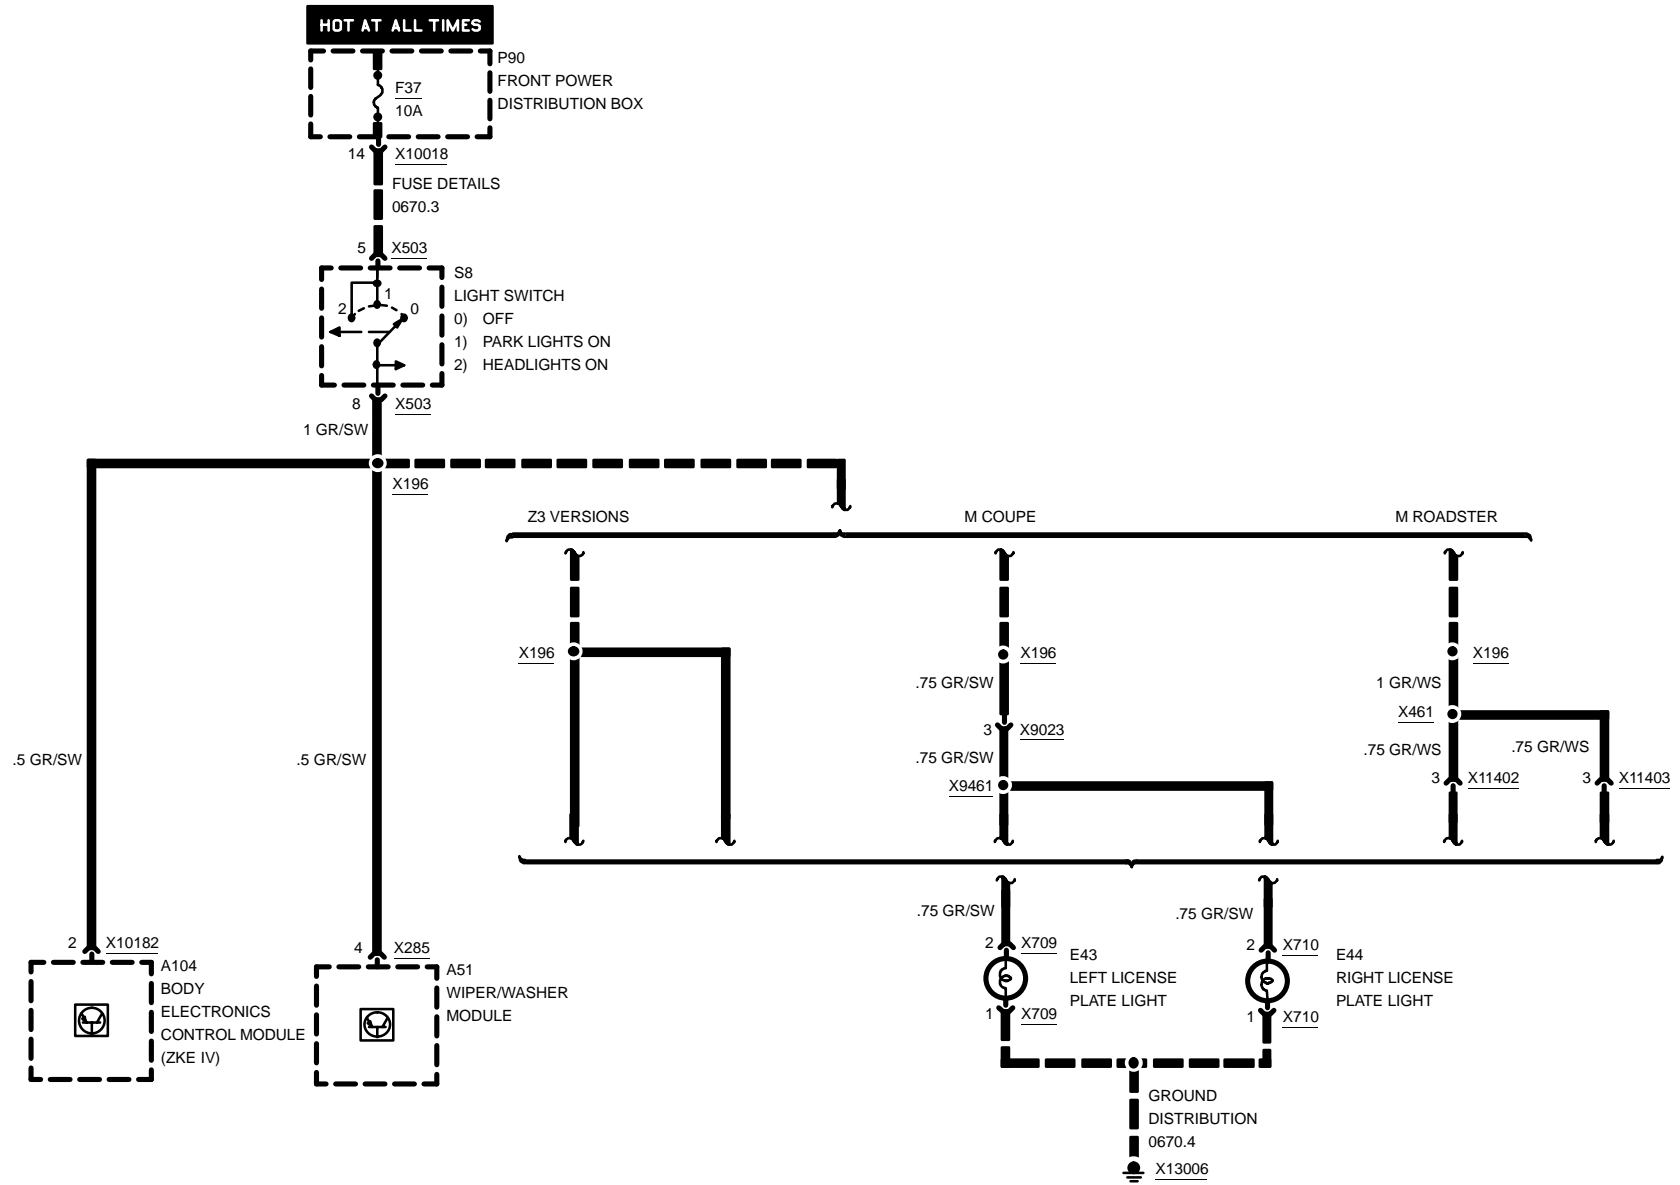 HOT AT ALL TIMES
P90
FRONT POWER
DISTRIBUTION BOX
F37
10A
14 X10018
FUSE DETAILS
0670.3
5 X503
S8
LIGHT SWITCH
0) OFF
1) PARK LIGHTS ON
2) HEADLIGHTS ON
1
2
0
8 X503
1 GR/SW
X196
Z3 VERSIONS
M COUPE
M ROADSTER
X196
X196
X196
.75 GR/SW
1 GR/WS
X461
3 X9023
.75 GR/SW
.75 GR/WS
.75 GR/WS
.5 GR/SW
.5 GR/SW
X9461
3 X11402
3 X11403
.75 GR/SW
.75 GR/SW
2 X10182
4 X285
2 X709
2 X710
A104
BODY
ELECTRONICS
CONTROL MODULE
(ZKE IV)
A51
WIPER/WASHER
MODULE
E43
LEFT LICENSE
PLATE LIGHT
E44
RIGHT LICENSE
PLATE LIGHT
1 X709
1 X710
GROUND
DISTRIBUTION
0670.4
X13006